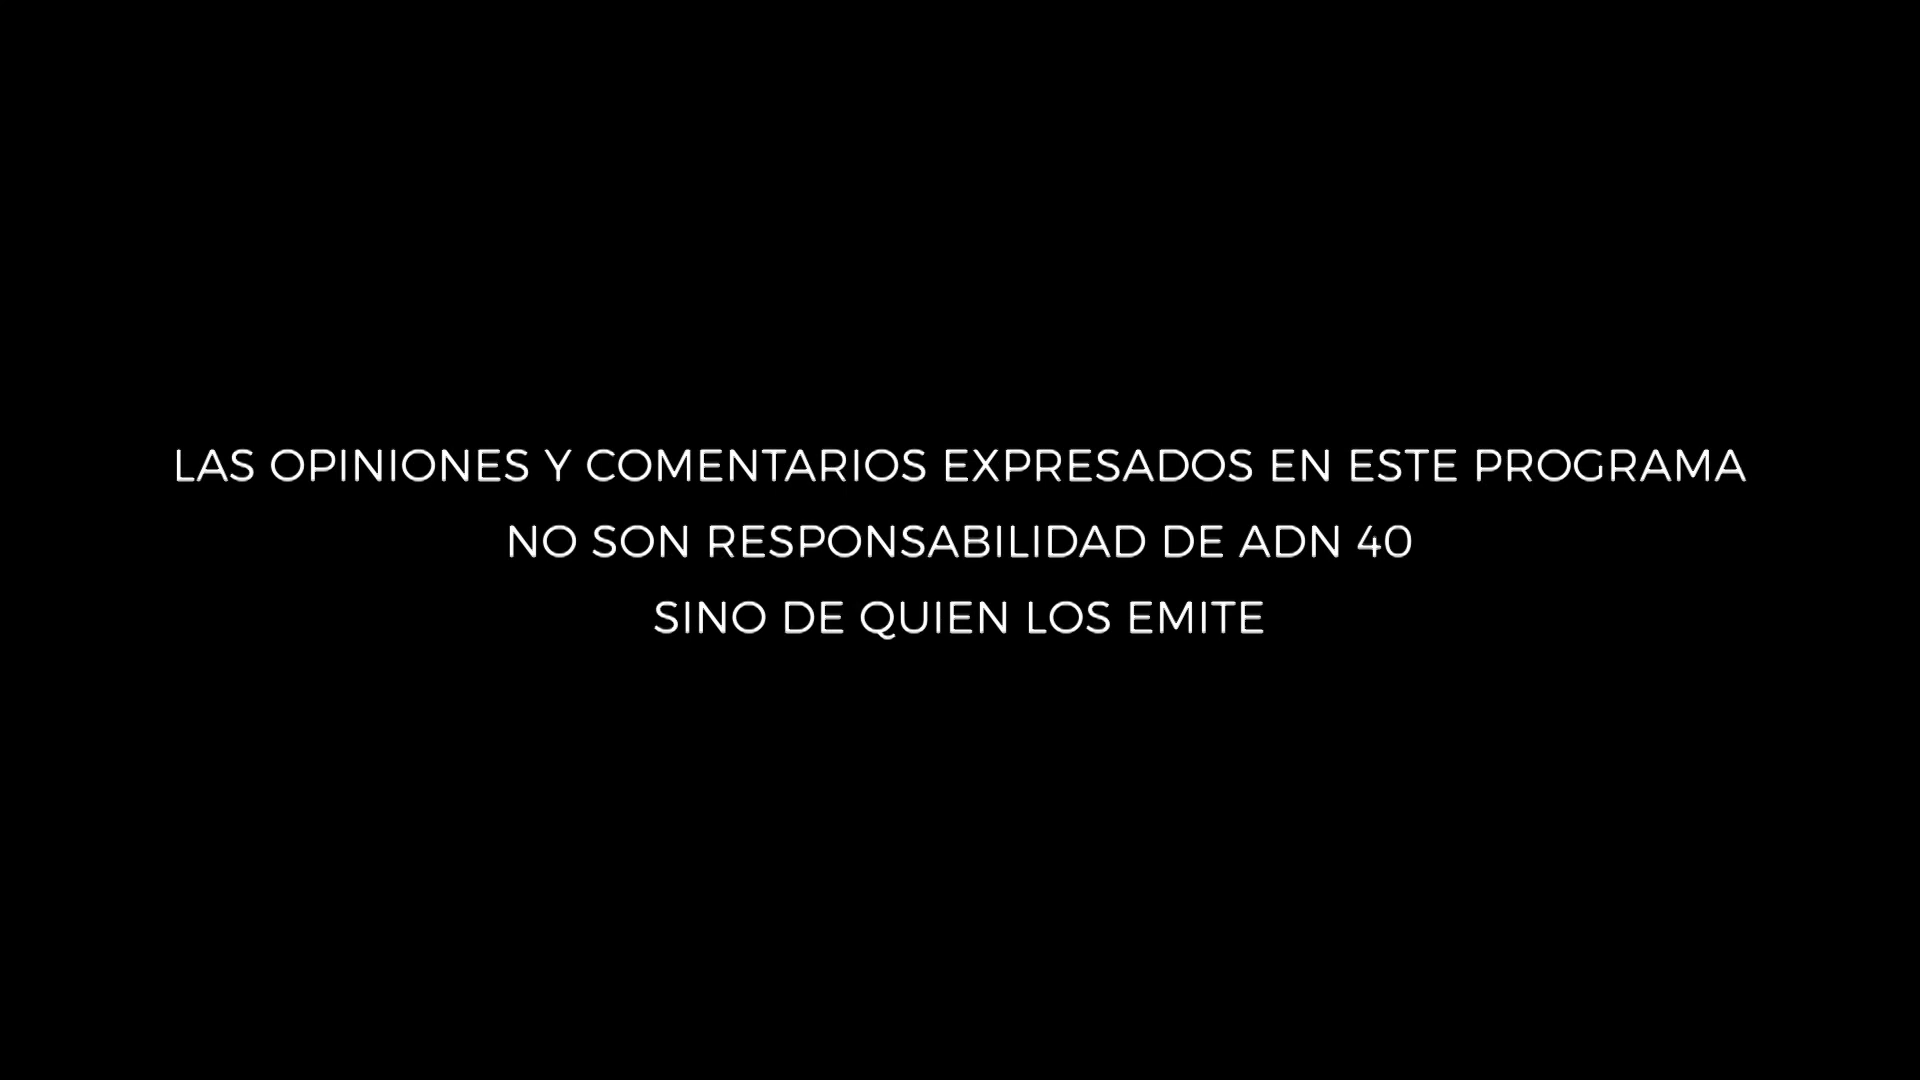 LAS OPINIONES Y COMENTARIOS EXPRESADOS EN ESTE PROGRAMA
NO SON RESPONSABILIDAD DE ADN 40
SINO DE QUIEN LOS EMITE